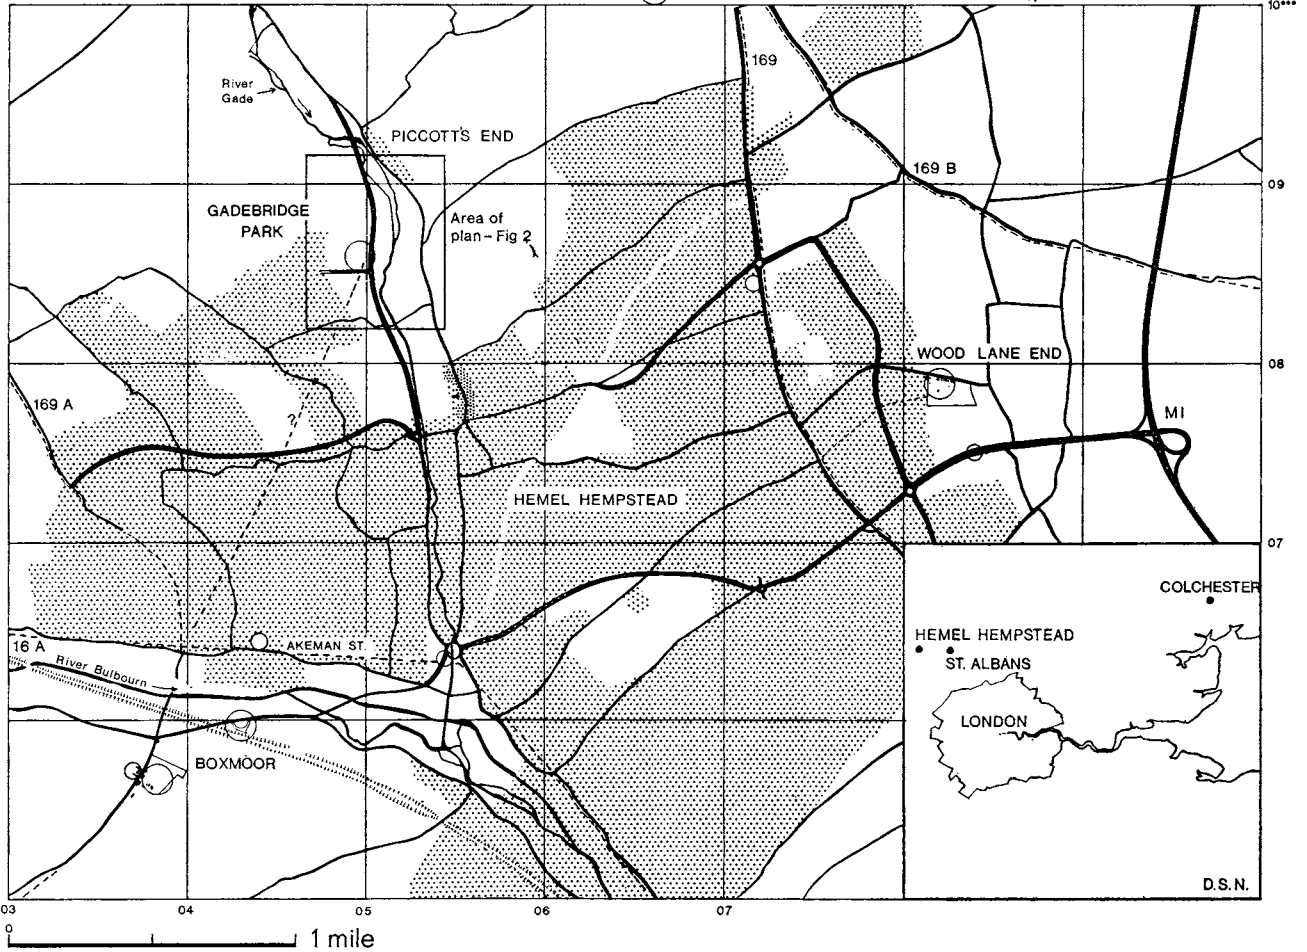 10
169
River
Gade
PICCOTT'S END
169 B
09
GADEBRIDGE
PARK
Area of
plan – Fig 2
08
WOOD LANE END
169 A
M1
?
HEMEL HEMPSTEAD
07
COLCHESTER
HEMEL HEMPSTEAD
16 A
AKEMAN ST.
ST. ALBANS
River Bulbourn
LONDON
BOXMOOR
D.S.N.
03
04
05
06
07
0
1 mile